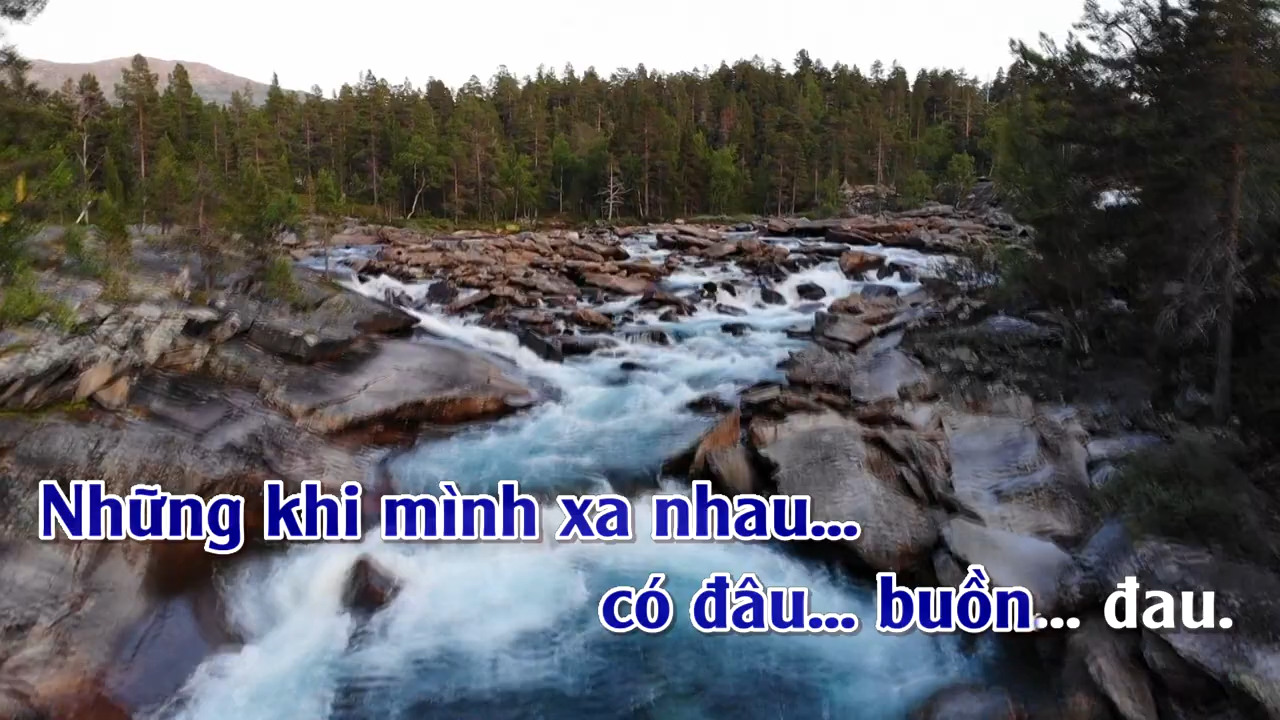 Những khi mình xa nhau...
có đâu... buồn... đau.